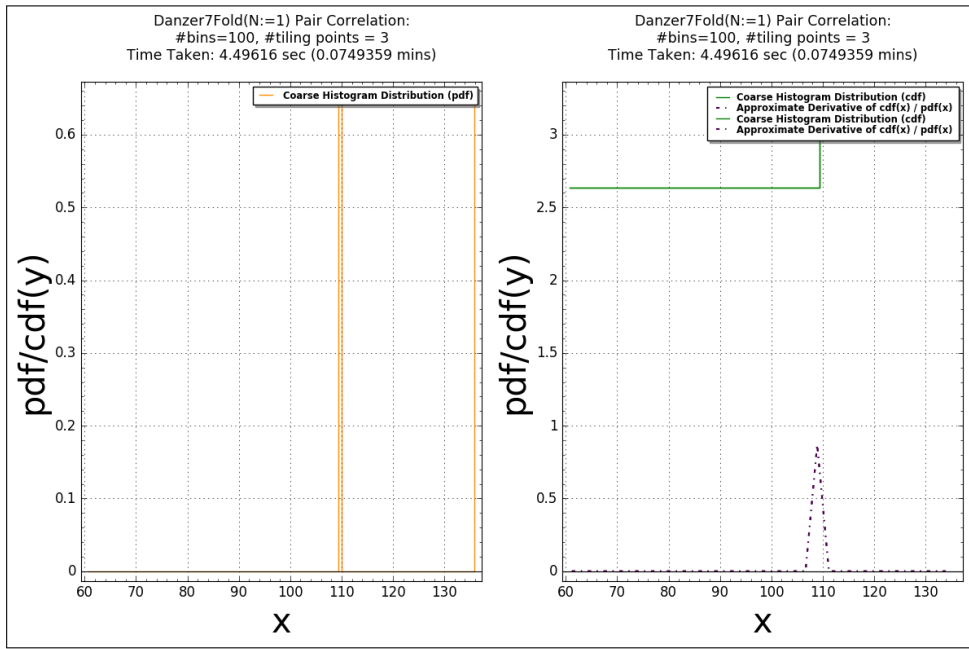 Danzer7Fold(N:=1) Pair Correlation:
#bins=100, #tiling points = 3
Time Taken: 4.49616 sec (0.0749359 mins)
Coarse Histogram Distribution (pdf)
pdf/cdf(y)
0.6
0.5
0.4
0.3
0.2
0.1
0
60 70 80 90 100 110 120 130
x
Danzer7Fold(N:=1) Pair Correlation:
#bins=100, #tiling points = 3
Time Taken: 4.49616 sec (0.0749359 mins)
Coarse Histogram Distribution (cdf)
Approximate Derivative of cdf(x) / pdf(x)
Coarse Histogram Distribution (cdf)
Approximate Derivative of cdf(x) / pdf(x)
pdf/cdf(y)
3
2.5
2
1.5
1
0.5
0
60 70 80 90 100 110 120 130
x